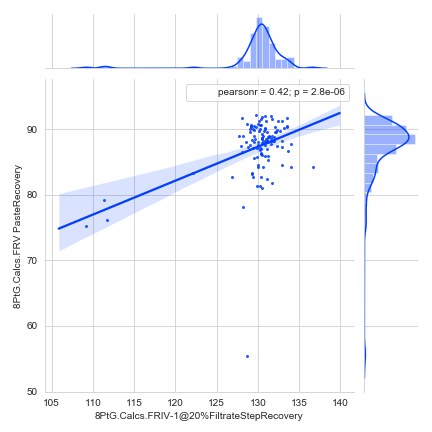 pearsonr = 0.42; p = 2.8e-06
90
80
70
60
50
8PtG.Calcs.FRV PasteRecovery
105 110 115 120 125 130 135 140
8PtG.Calcs.FRIV-1@20%FiltrateStepRecovery